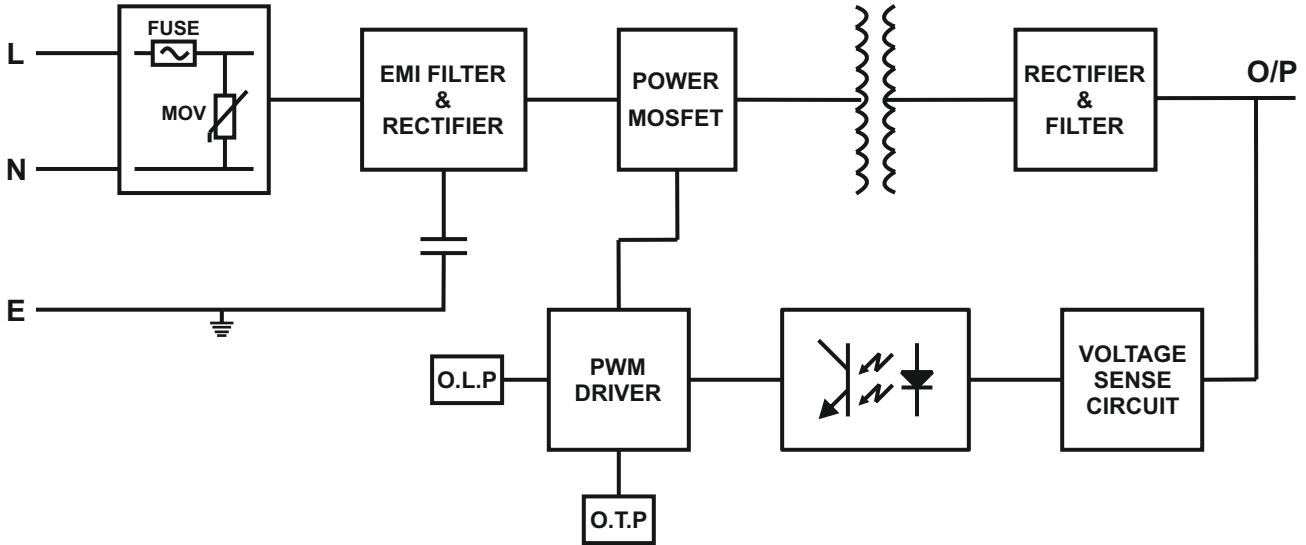 L
FUSE
MOV
N
E
EMI FILTER
&
RECTIFIER
POWER
MOSFET
RECTIFIER
&
FILTER
O/P
O.L.P
PWM
DRIVER
O.T.P
VOLTAGE
SENSE
CIRCUIT